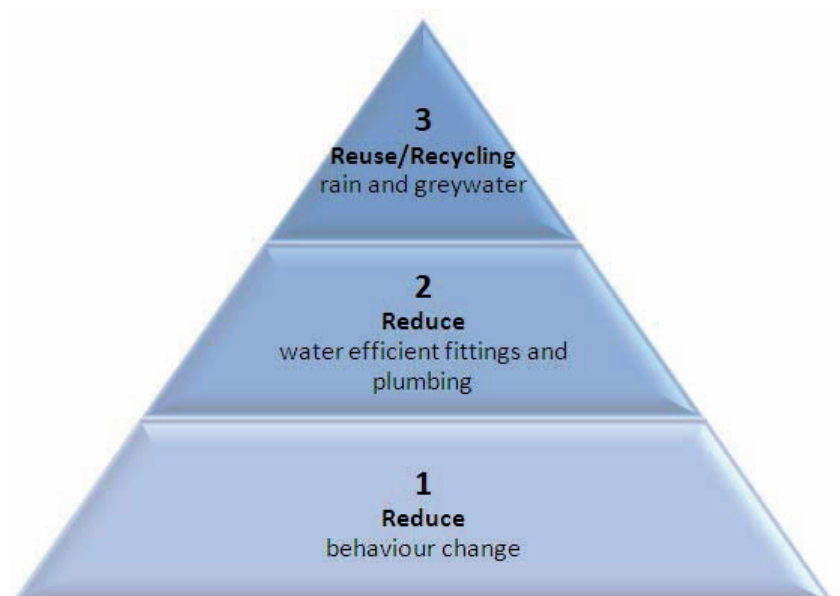 3
Reuse/Recycling
rain and greywater
2
Reduce
water efficient fittings and
plumbing
1
Reduce
behaviour change